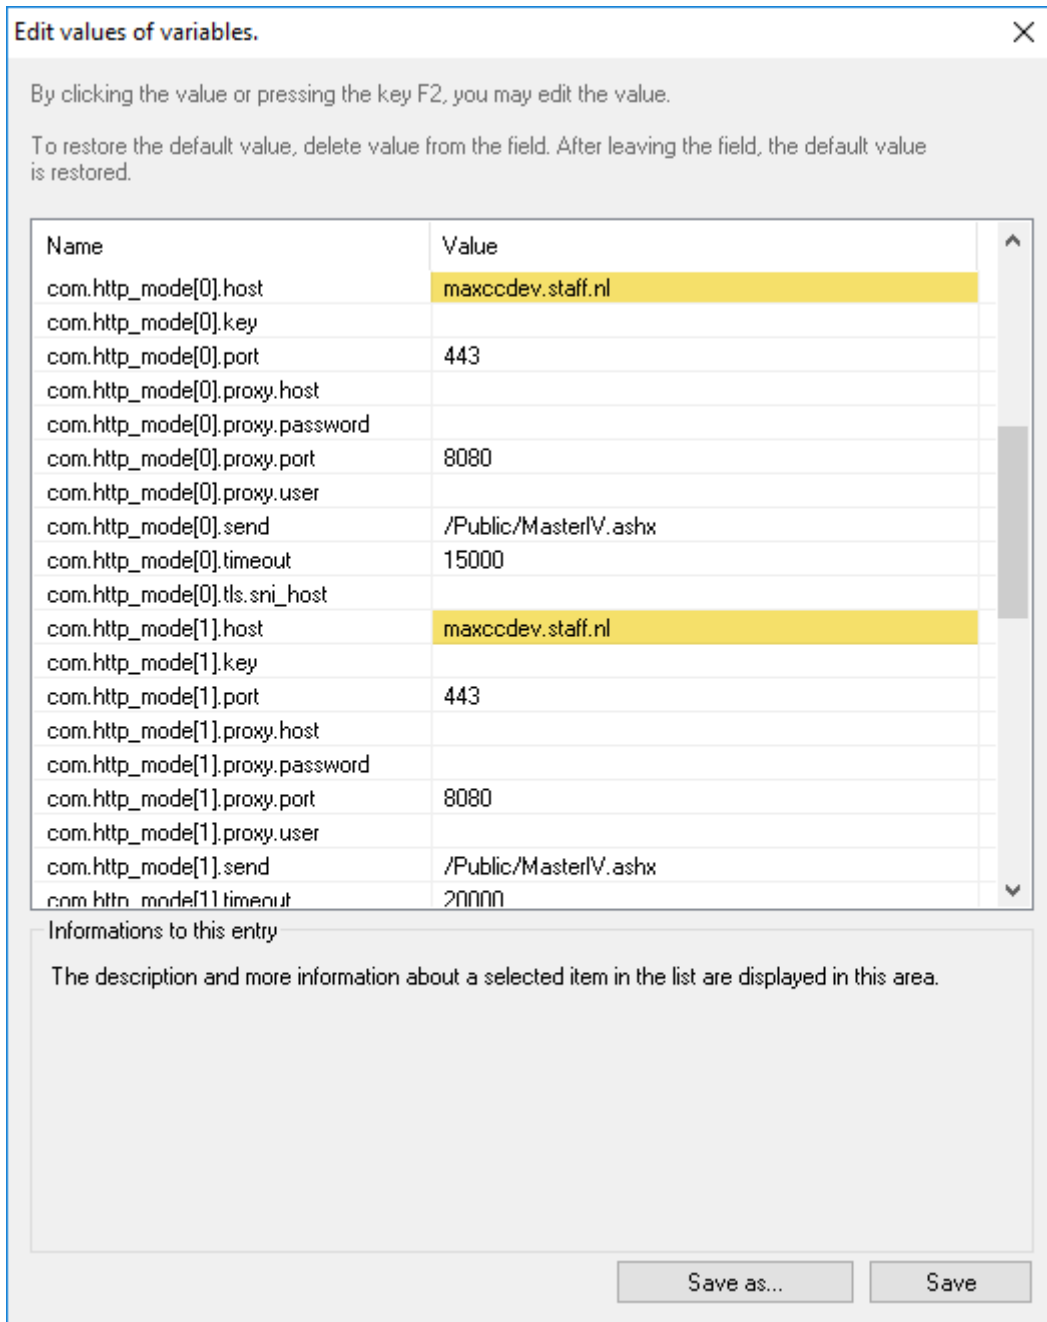 Edit values of variables.
By clicking the value or pressing the key F2, you may edit the value.
To restore the default value, delete value from the field. After leaving the field, the default value
is restored.
Name Value
com.http_mode[0].host maxccdev.staff.nl
com.http_mode[0].key
com.http_mode[0].port 443
com.http_mode[0].proxy.host
com.http_mode[0].proxy.password
com.http_mode[0].proxy.port 8080
com.http_mode[0].proxy.user
com.http_mode[0].send /Public/MasterIV.ashx
com.http_mode[0].timeout 15000
com.http_mode[0].tls.sni_host
com.http_mode[1].host maxccdev.staff.nl
com.http_mode[1].key
com.http_mode[1].port 443
com.http_mode[1].proxy.host
com.http_mode[1].proxy.password
com.http_mode[1].proxy.port 8080
com.http_mode[1].proxy.user
com.http_mode[1].send /Public/MasterIV.ashx
com.http_mode[1].timeout 20000
Informations to this entry
The description and more information about a selected item in the list are displayed in this area.
Save as... Save